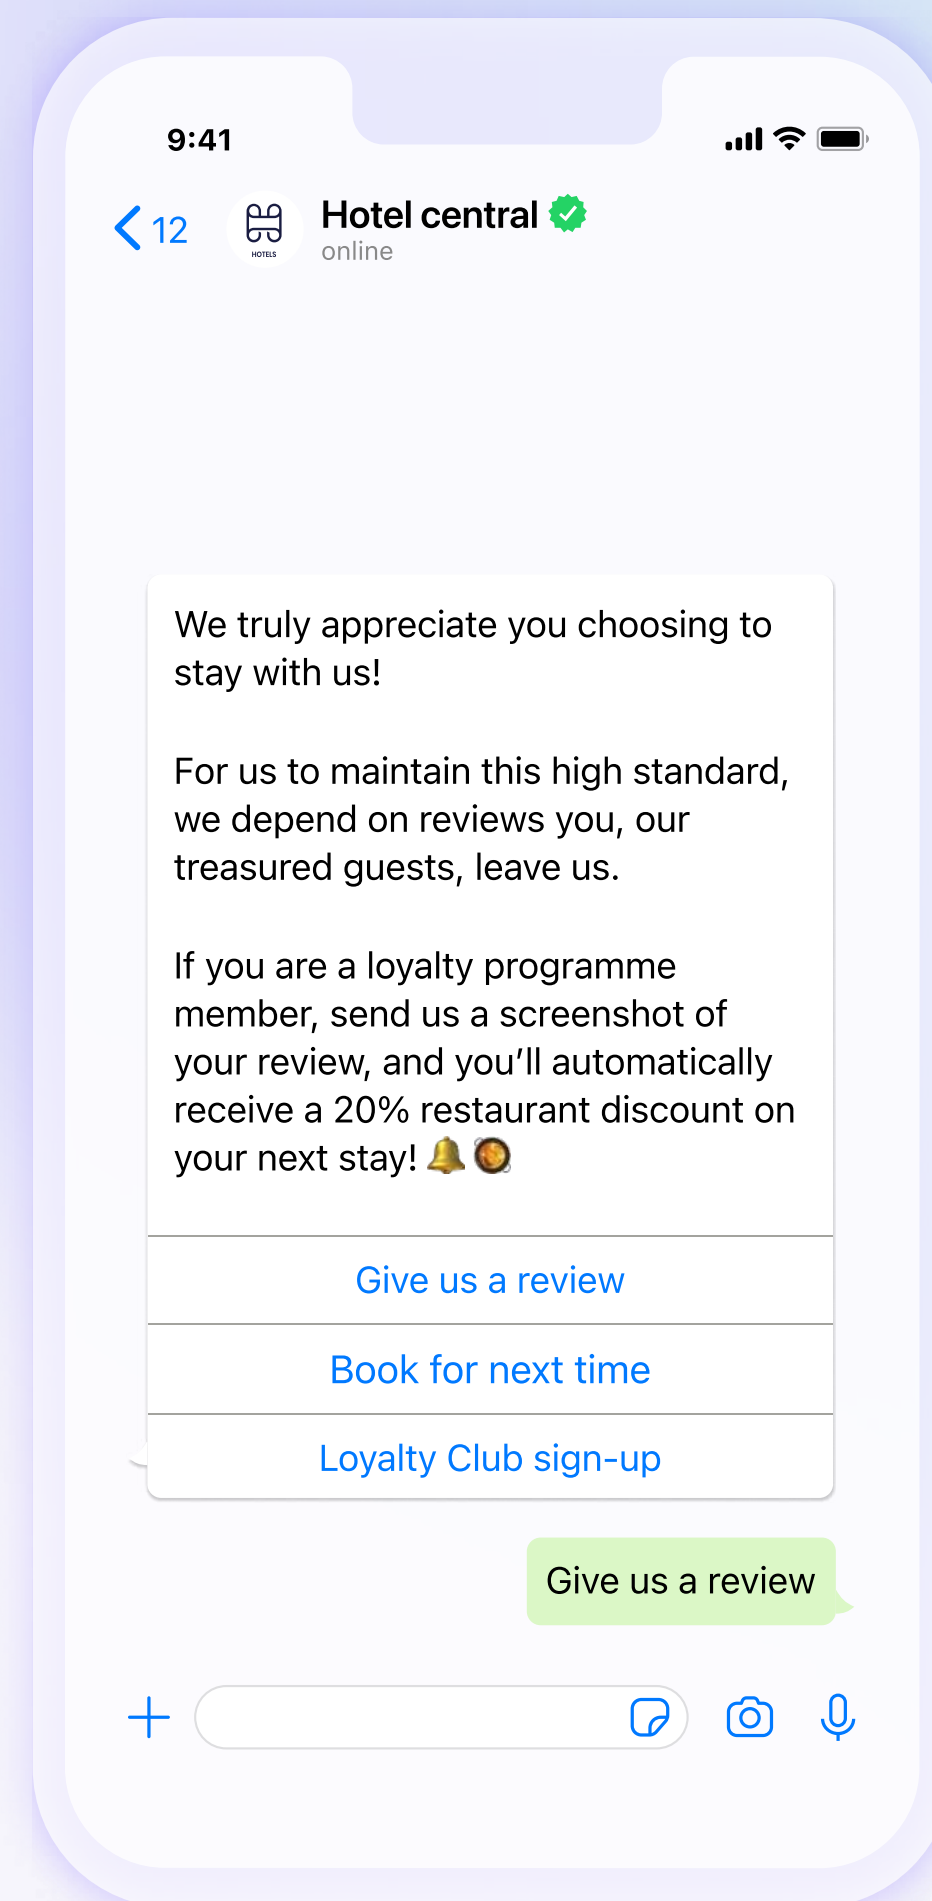 9:41
12
Hotel central
HOTELS
online
We truly appreciate you choosing to
stay with us!
For us to maintain this high standard,
we depend on reviews you, our
treasured guests, leave us.
If you are a loyalty programme
member, send us a screenshot of
your review, and you’ll automatically
receive a 20% restaurant discount on
your next stay! 🔔🥘
Give us a review
Book for next time
Loyalty Club sign-up
Give us a review